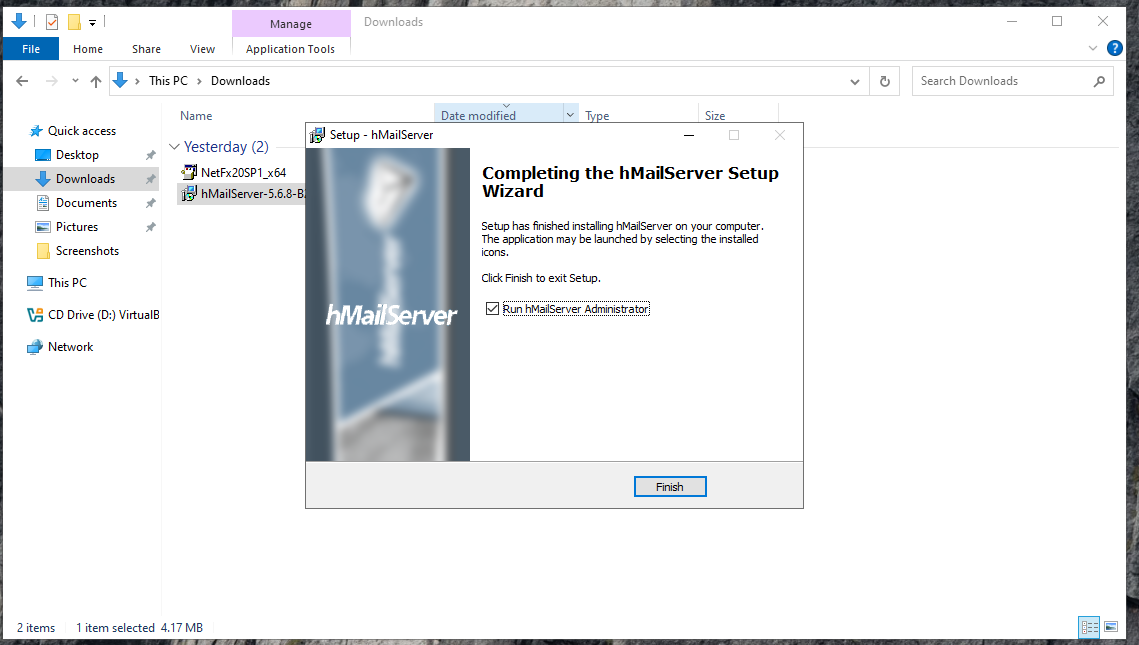 Manage
Downloads
File
Home
Share
View
Application Tools
?
This PC
Downloads
Search Downloads
Name
Date modified
Type
Size
Quick access
Desktop
Downloads
Documents
Pictures
Screenshots
This PC
CD Drive (D:) VirtualB
Network
Yesterday (2)
NetFx20SP1_x64
hMailServer-5.6.8-B
Setup - hMailServer
hMailServer
Completing the hMailServer Setup
Wizard
Setup has finished installing hMailServer on your computer.
The application may be launched by selecting the installed
icons.
Click Finish to exit Setup.
Run hMailServer Administrator
Finish
2 items
1 item selected 4.17 MB